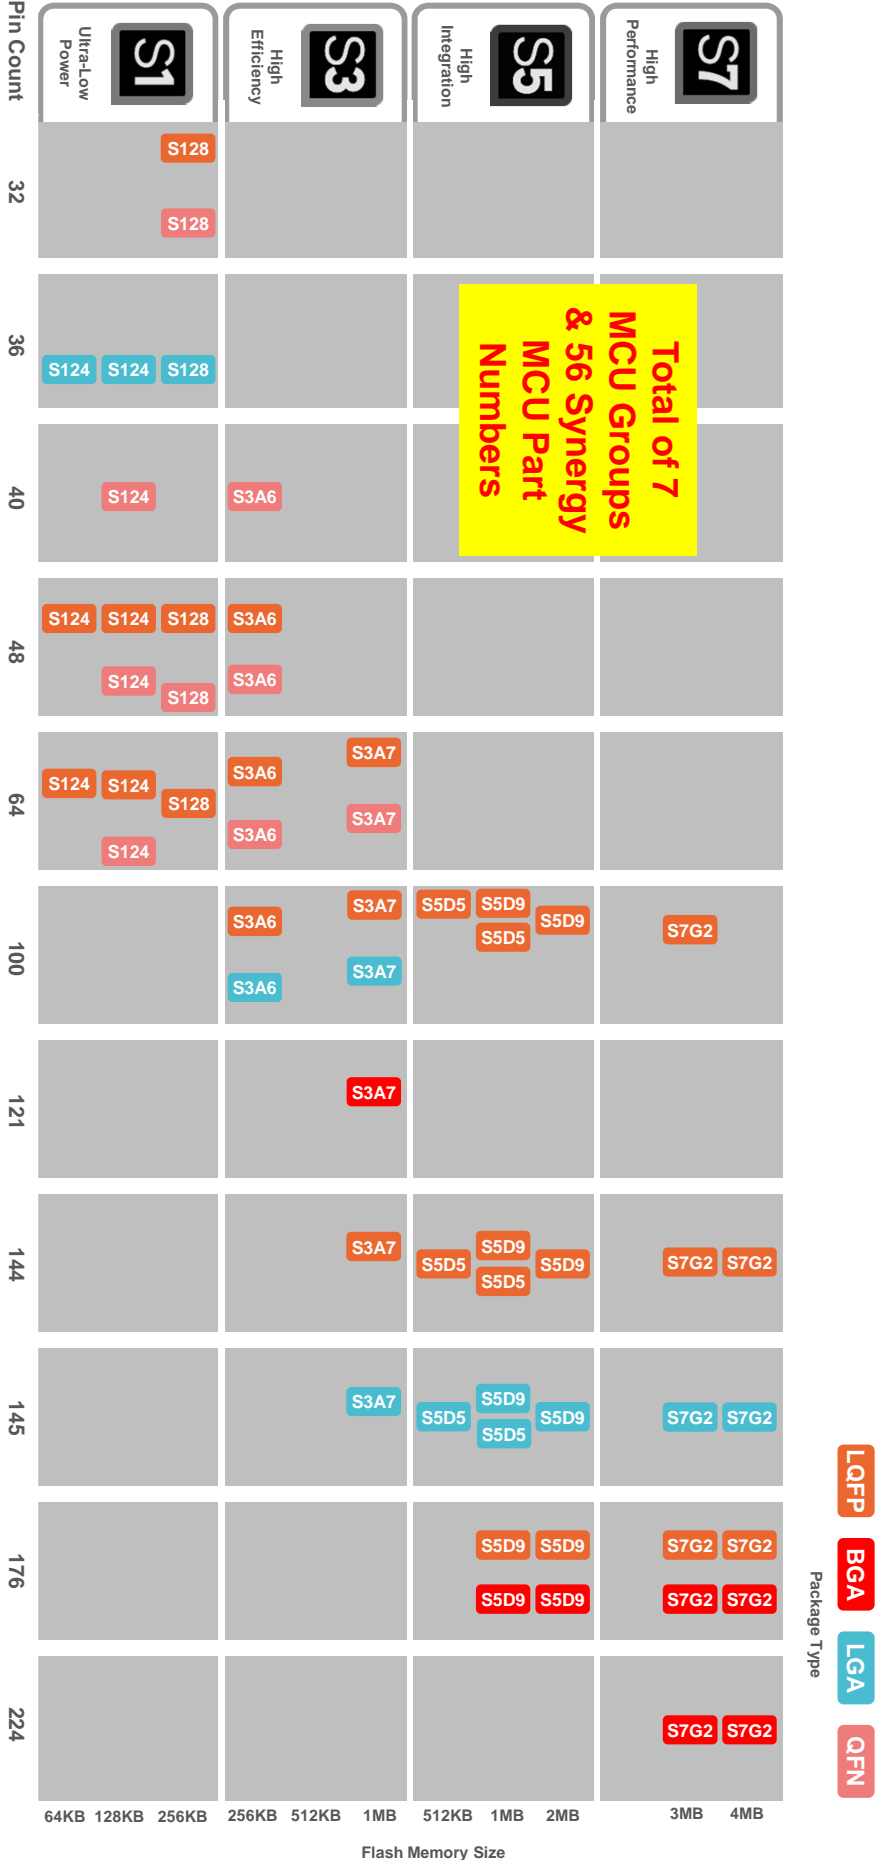 Pin Count
Ultra-Low
Power
S1
High
Efficiency
S3
High
Integration
S5
High
Performance
S7
32
S128
S128
36
S124 S124 S128
Total of 7
MCU Groups
& 56 Synergy
MCU Part
Numbers
40
S124 S3A6
48
S124 S124 S128 S3A6
S124 S128 S3A6
64
S3A7
S124 S124 S128 S3A6
S124 S3A6 S3A7
100
S3A6 S3A7 S5D5 S5D9 S5D9 S7G2
S5D5
S3A6 S3A7
121
S3A7
144
S3A7 S5D5 S5D9 S5D9 S7G2 S7G2
S5D5
145
S3A7 S5D5 S5D9 S5D9 S7G2 S7G2
S5D5
176
S5D9 S5D9 S7G2 S7G2
S5D9 S5D9 S7G2 S7G2
224
S7G2 S7G2
64KB 128KB 256KB 256KB 512KB 1MB 512KB 1MB 2MB 3MB 4MB
Flash Memory Size
Package Type
LQFP
BGA
LGA
QFN